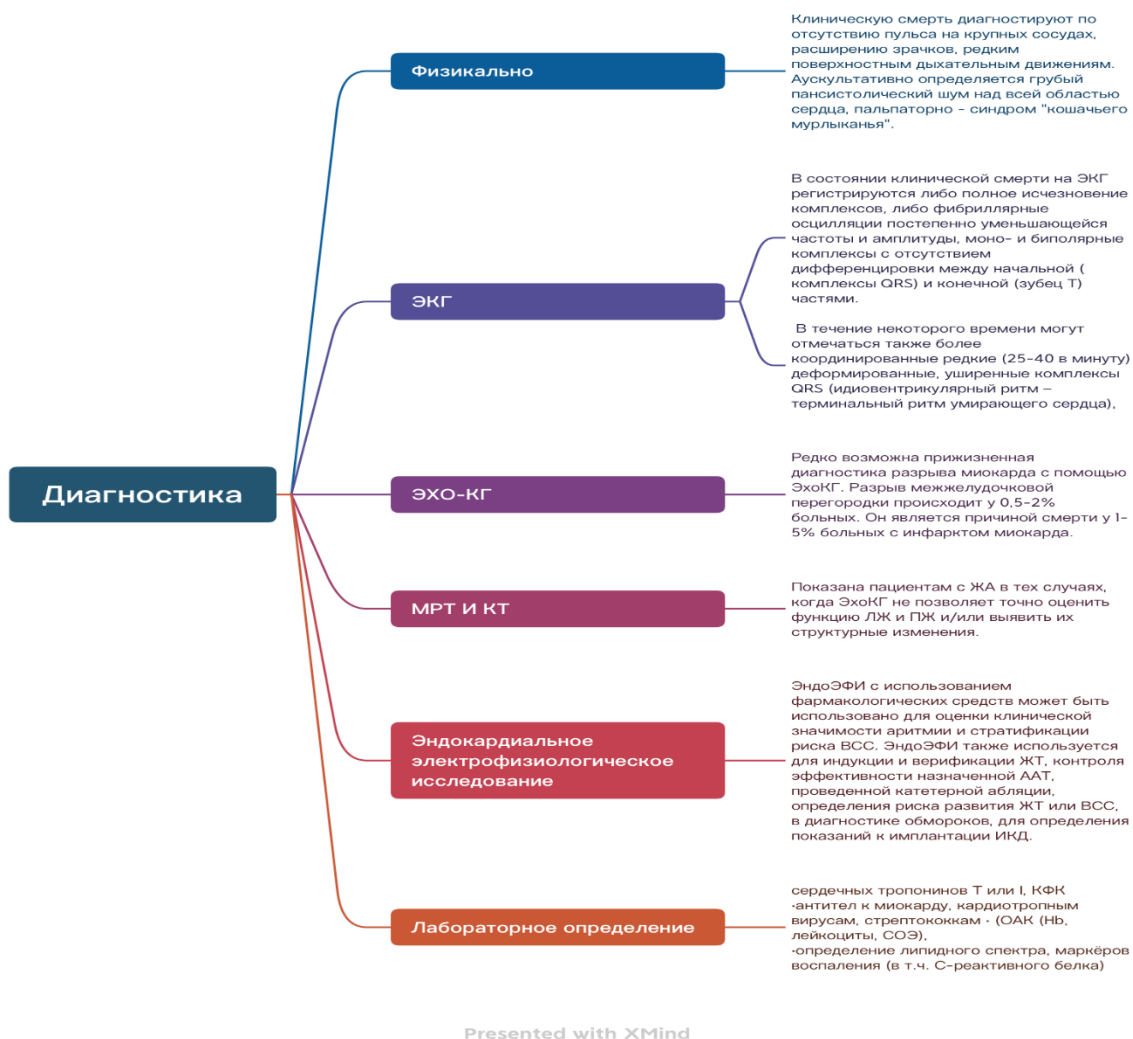 Диагностика
Физикально
Клиническую смерть диагностируют по
отсутствию пульса на крупных сосудах,
расширению зрачков, редким
поверхностным дыхательным движениям.
Аускультативно определяется грубый
пансистолический шум над всей областью
сердца, пальпаторно - синдром "кошачьего
мурлыканья".
ЭКГ
В состоянии клинической смерти на ЭКГ
регистрируются либо полное исчезновение
комплексов, либо фибриллярные
осцилляции постепенно уменьшающейся
частоты и амплитуды, моно- и биполярные
комплексы с отсутствием
дифференцировки между начальной (
комплексы QRS) и конечной (зубец Т)
частями.
В течение некоторого времени могут
отмечаться также более
координированные редкие (25-40 в минуту)
деформированные, уширенные комплексы
QRS (идиовентрикулярный ритм –
терминальный ритм умирающего сердца),
ЭХО-КГ
Редко возможна прижизненная
диагностика разрыва миокарда с помощью
ЭхоКГ. Разрыв межжелудочковой
перегородки происходит у 0,5-2%
больных. Он является причиной смерти у 1-
5% больных с инфарктом миокарда.
МРТ И КТ
Показана пациентам с ЖА в тех случаях,
когда ЭхоКГ не позволяет точно оценить
функцию ЛЖ и ПЖ и/или выявить их
структурные изменения.
Эндокардиальное
электрофизиологическое
исследование
ЭндоЭФИ с использованием
фармакологических средств может быть
использовано для оценки клинической
значимости аритмии и стратификации
риска ВСС. ЭндоЭФИ также используется
для индукции и верификации ЖТ, контроля
эффективности назначенной ААТ,
проведенной катетерной абляции,
определения риска развития ЖТ или ВСС,
в диагностике обмороков, для определения
показаний к имплантации ИКД.
Лабораторное определение
сердечных тропонинов Т или I, КФК
•антител к миокарду, кардиотропным
вирусам, стрептококкам • (ОАК (Hb,
лейкоциты, СОЭ),
•определение липидного спектра, маркёров
воспаления (в т.ч. С-реактивного белка)
Presented with XMind